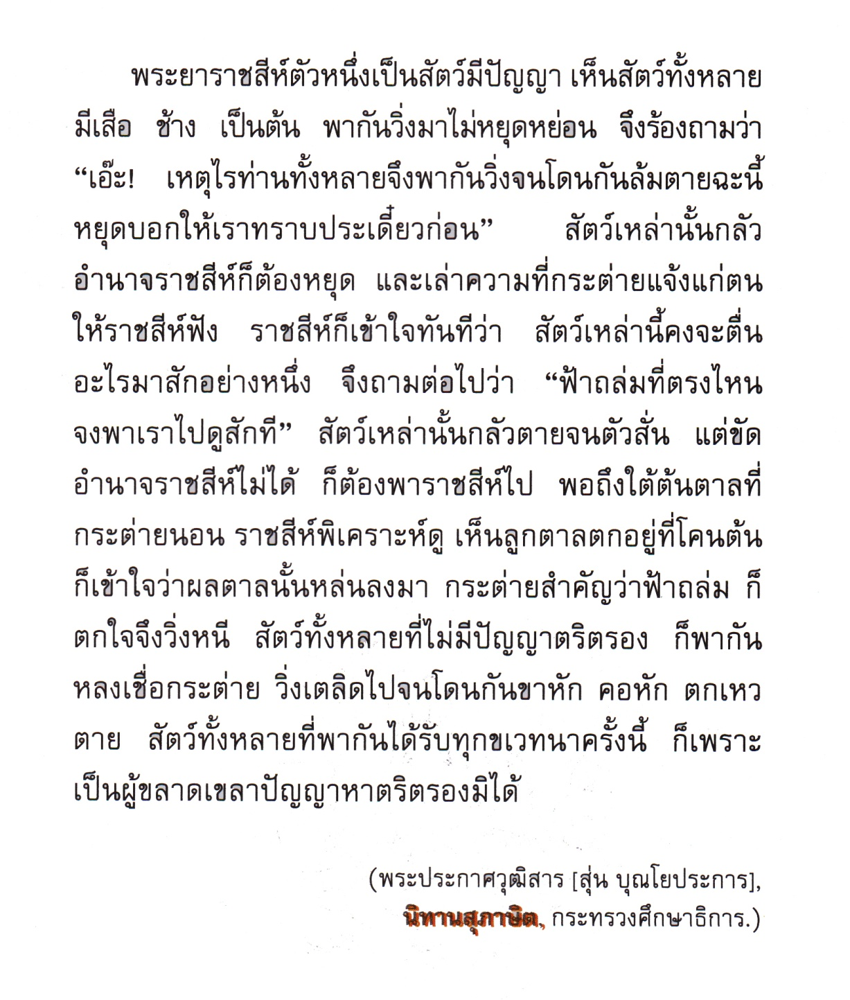 พระยาราชสีห์ตัวหนึ่งเป็นสัตว์มีปัญญา เห็นสัตว์ทั้งหลาย
มีเสือ ช้าง เป็นต้น พากันวิ่งมาไม่หยุดหย่อน จึงร้องถามว่า
“เอ๊ะ! เหตุไรท่านทั้งหลายจึงพากันวิ่งจนโดนกันล้มตายฉะนี้
หยุดบอกให้เราทราบประเดี๋ยวก่อน” สัตว์เหล่านั้นกลัว
อำนาจราชสีห์ก็ต้องหยุด และเล่าความที่กระต่ายแจ้งแก่ตน
ให้ราชสีห์ฟัง ราชสีห์ก็เข้าใจทันทีว่า สัตว์เหล่านี้คงจะตื่น
อะไรมาสักอย่างหนึ่ง จึงถามต่อไปว่า “ฟ้าถล่มที่ตรงไหน
จงพาเราไปดูสักที” สัตว์เหล่านั้นกลัวตายจนตัวสั่น แต่ขัด
อำนาจราชสีห์ไม่ได้ ก็ต้องพาราชสีห์ไป พอถึงใต้ต้นตาลที่
กระต่ายนอน ราชสีห์พิเคราะห์ดู เห็นลูกตาลตกอยู่ที่โคนต้น
ก็เข้าใจว่าผลตาลนั้นหล่นลงมา กระต่ายสำคัญว่าฟ้าถล่ม ก็
ตกใจจึงวิ่งหนี สัตว์ทั้งหลายที่ไม่มีปัญญาตริตรอง ก็พากัน
หลงเชื่อกระต่าย วิ่งเตลิดไปจนโดนกันขาหัก คอหัก ตกเหว
ตาย สัตว์ทั้งหลายที่พากันได้รับทุกขเวทนาครั้งนี้ ก็เพราะ
เป็นผู้ขลาดเขลาปัญญาหาตริตรองมิได้
(พระประกาศวุฒิสาร [สุ่น บุณโยประการ],
นิทานสุภาษิต, กระทรวงศึกษาธิการ.)